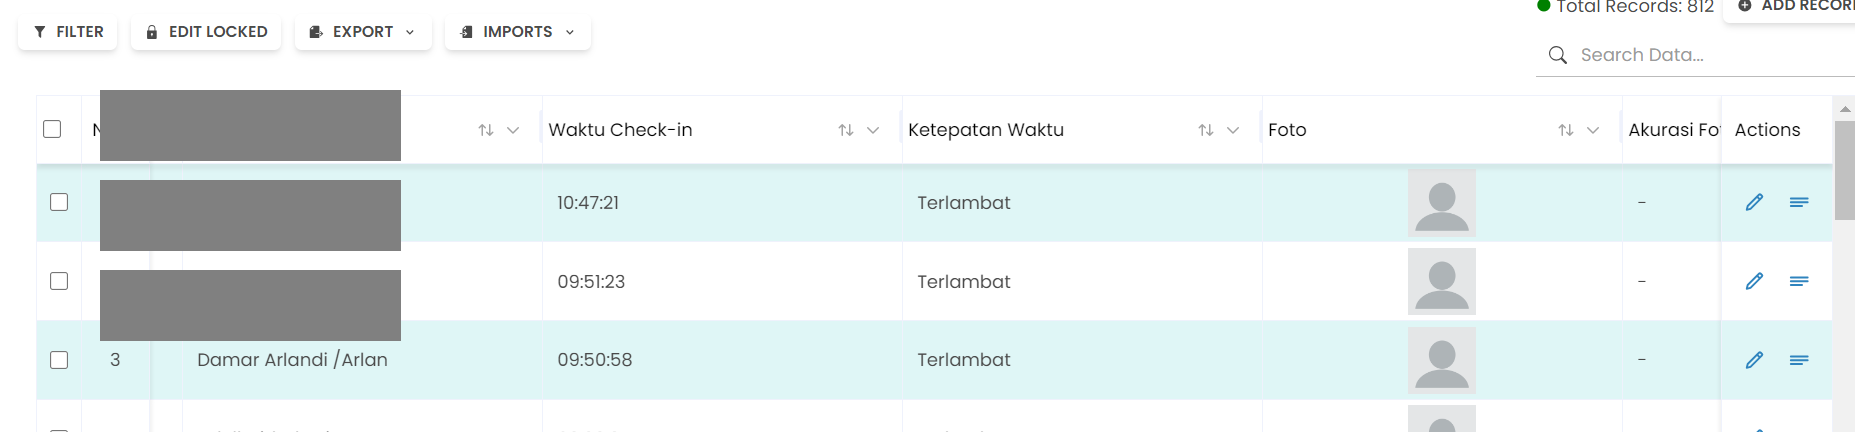 Total Records: 812 ADD RECOR
FILTER EDIT LOCKED EXPORT IMPORTS
Search Data...
N Waktu Check-in Ketepatan Waktu Foto Akurasi Fo Actions
10:47:21 Terlambat -
09:51:23 Terlambat -
3 Damar Arlandi /Arlan 09:50:58 Terlambat -